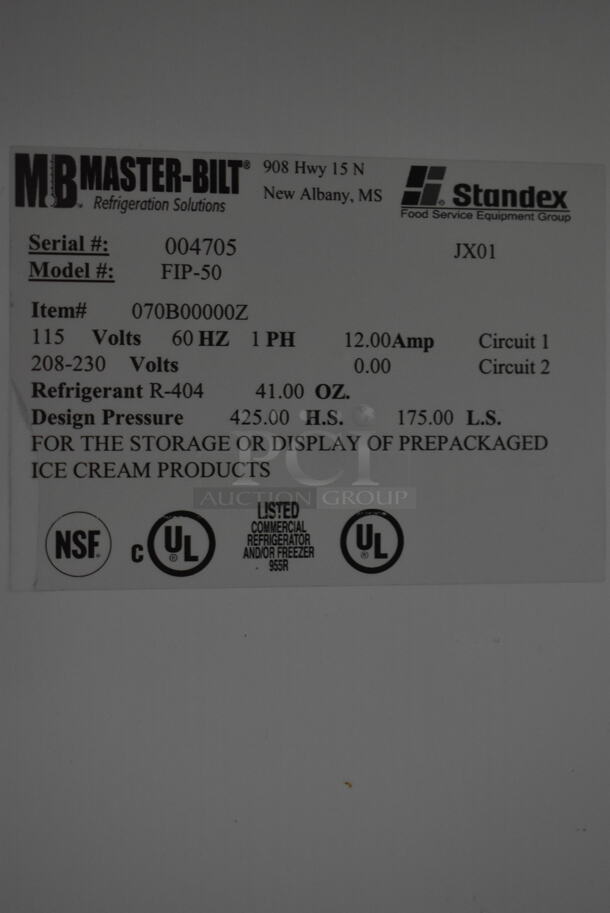 MB MASTER-BILT®
Refrigeration Solutions
908 Hwy 15 N
New Albany, MS
Standex
Food Service Equipment Group
Serial #: 004705 JX01
Model #: FIP-50
Item# 070B00000Z
115 Volts 60 HZ 1 PH 12.00 Amp Circuit 1
208-230 Volts 0.00 Circuit 2
Refrigerant R-404 41.00 OZ.
Design Pressure 425.00 H.S. 175.00 L.S.
FOR THE STORAGE OR DISPLAY OF PREPACKAGED
ICE CREAM PRODUCTS
PCI
AUCTION GROUP
NSF
C UL ®
LISTED
COMMERCIAL
REFRIGERATOR
AND/OR FREEZER
955R
UL ®